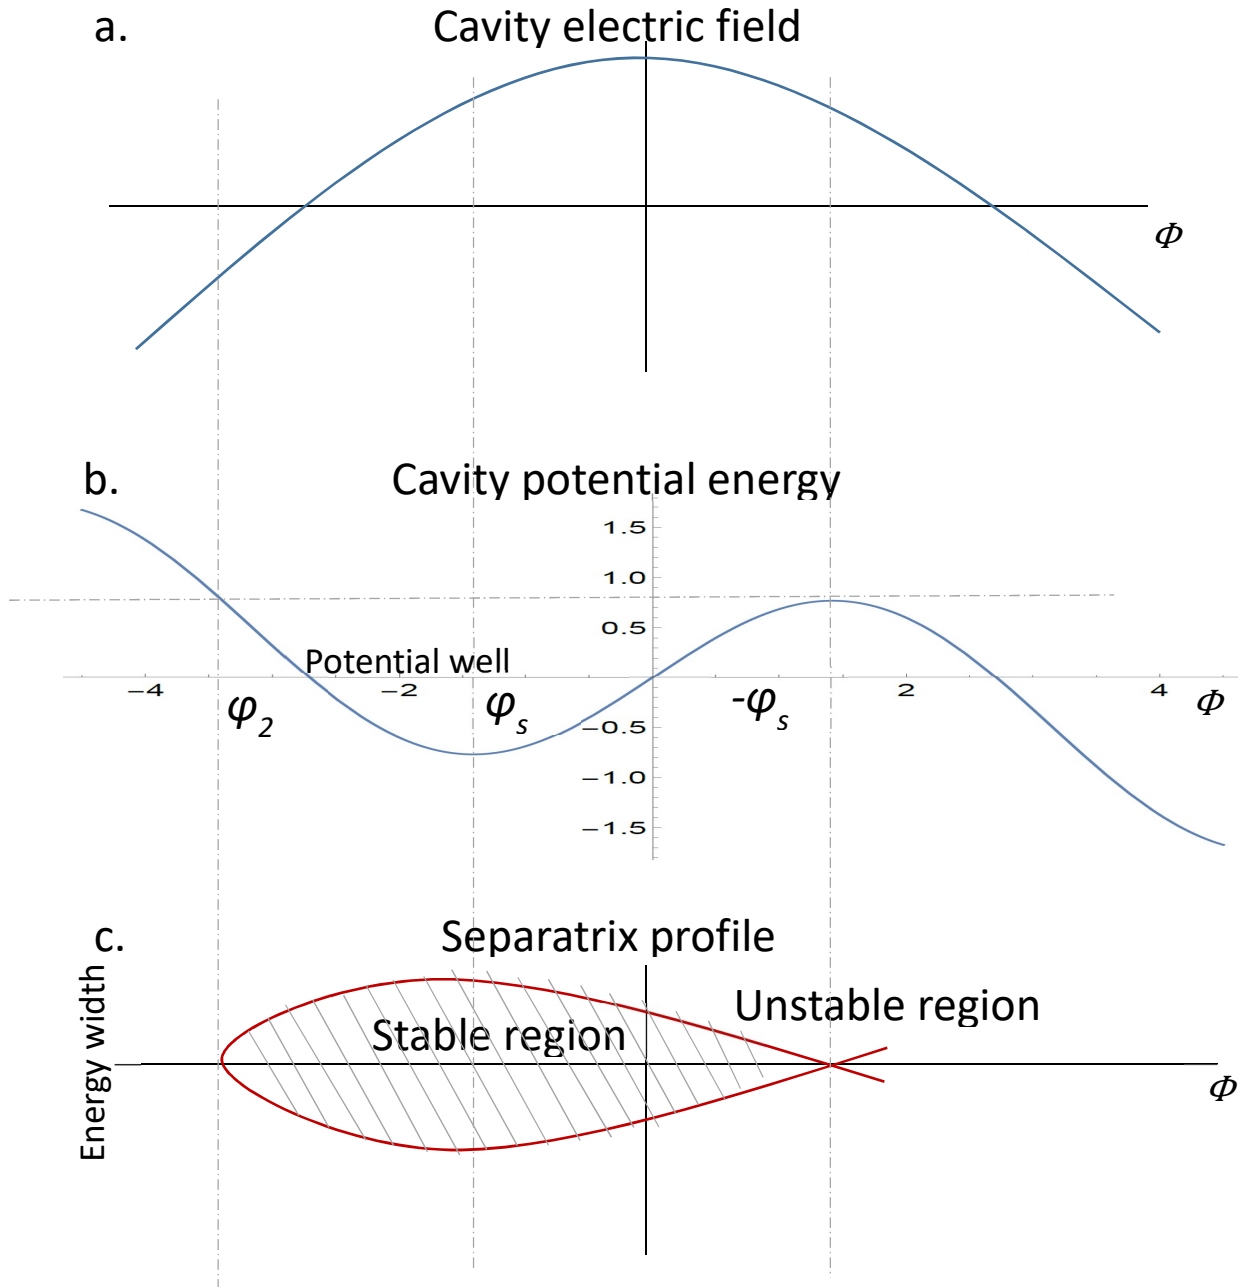 a.
Cavity electric field
Φ
b.
Cavity potential energy
1.5
1.0
0.5
Potential well
−4 −2 2 4 Φ
φ2 φs -φs
−0.5
−1.0
−1.5
c.
Separatrix profile
Energy width
Unstable region
Stable region
Φ